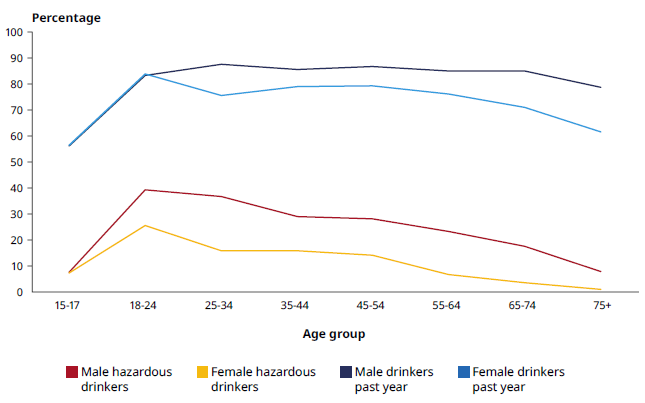 Percentage
100
90
80
70
60
50
40
30
20
10
0
15-17 18-24 25-34 35-44 45-54 55-64 65-74 75+
Age group
Male hazardous drinkers
Female hazardous drinkers
Male drinkers past year
Female drinkers past year